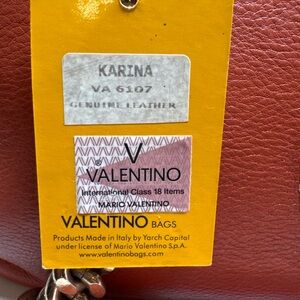 KARINA
VA 6107
GENUINE LEATHER
V
® VALENTINO
International Class 18 Items
MARIO VALENTINO
VALENTINO BAGS
Products Made in Italy by Yarch Capital
under license of Mario Valentino S.p.A.
www.valentinobags.com